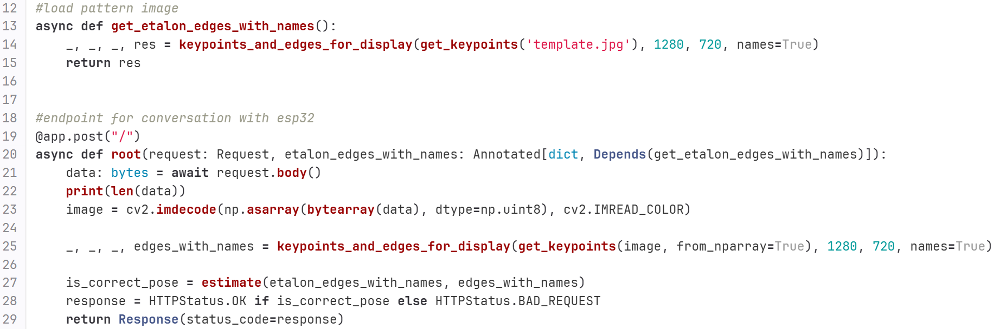 12 #load pattern image
13 async def get_etalon_edges_with_names():
14     _, _, _, res = keypoints_and_edges_for_display(get_keypoints('template.jpg'), 1280, 720, names=True)
15     return res
16
17
18 #endpoint for conversation with esp32
19 @app.post("/")
20 async def root(request: Request, etalon_edges_with_names: Annotated[dict, Depends(get_etalon_edges_with_names)]):
21     data: bytes = await request.body()
22     print(len(data))
23     image = cv2.imdecode(np.asarray(bytearray(data), dtype=np.uint8), cv2.IMREAD_COLOR)
24
25     _, _, _, edges_with_names = keypoints_and_edges_for_display(get_keypoints(image, from_nparray=True), 1280, 720, names=True)
26
27     is_correct_pose = estimate(etalon_edges_with_names, edges_with_names)
28     response = HTTPStatus.OK if is_correct_pose else HTTPStatus.BAD_REQUEST
29     return Response(status_code=response)